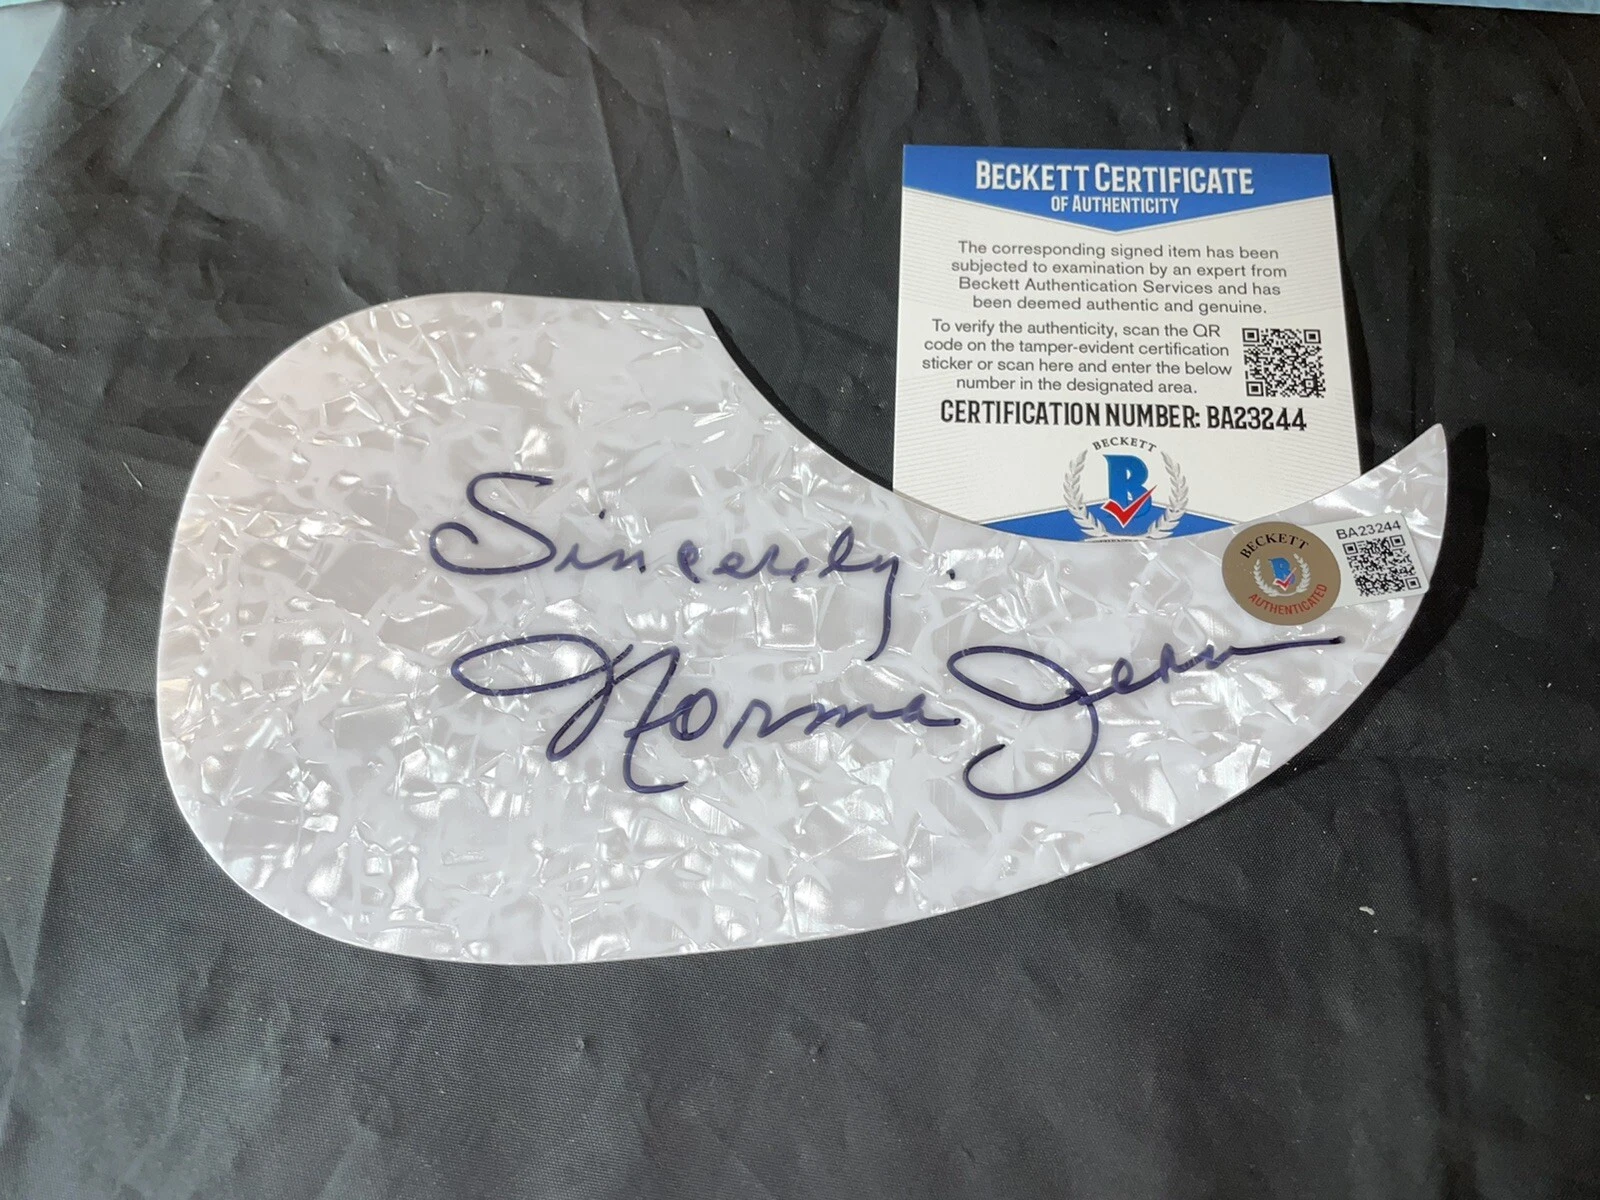 BECKETT CERTIFICATE
OF AUTHENTICITY
The corresponding signed item has been
subjected to examination by an expert from
Beckett Authentication Services and has
been deemed authentic and genuine.
To verify the authenticity, scan the QR
code on the tamper-evident certification
sticker or scan here and enter the below
number in the designated area.
CERTIFICATION NUMBER: BA23244
BECKETT
B
BECKETT
B
AUTHENTICATED
BA23244
Sincerely.
Norma Jean